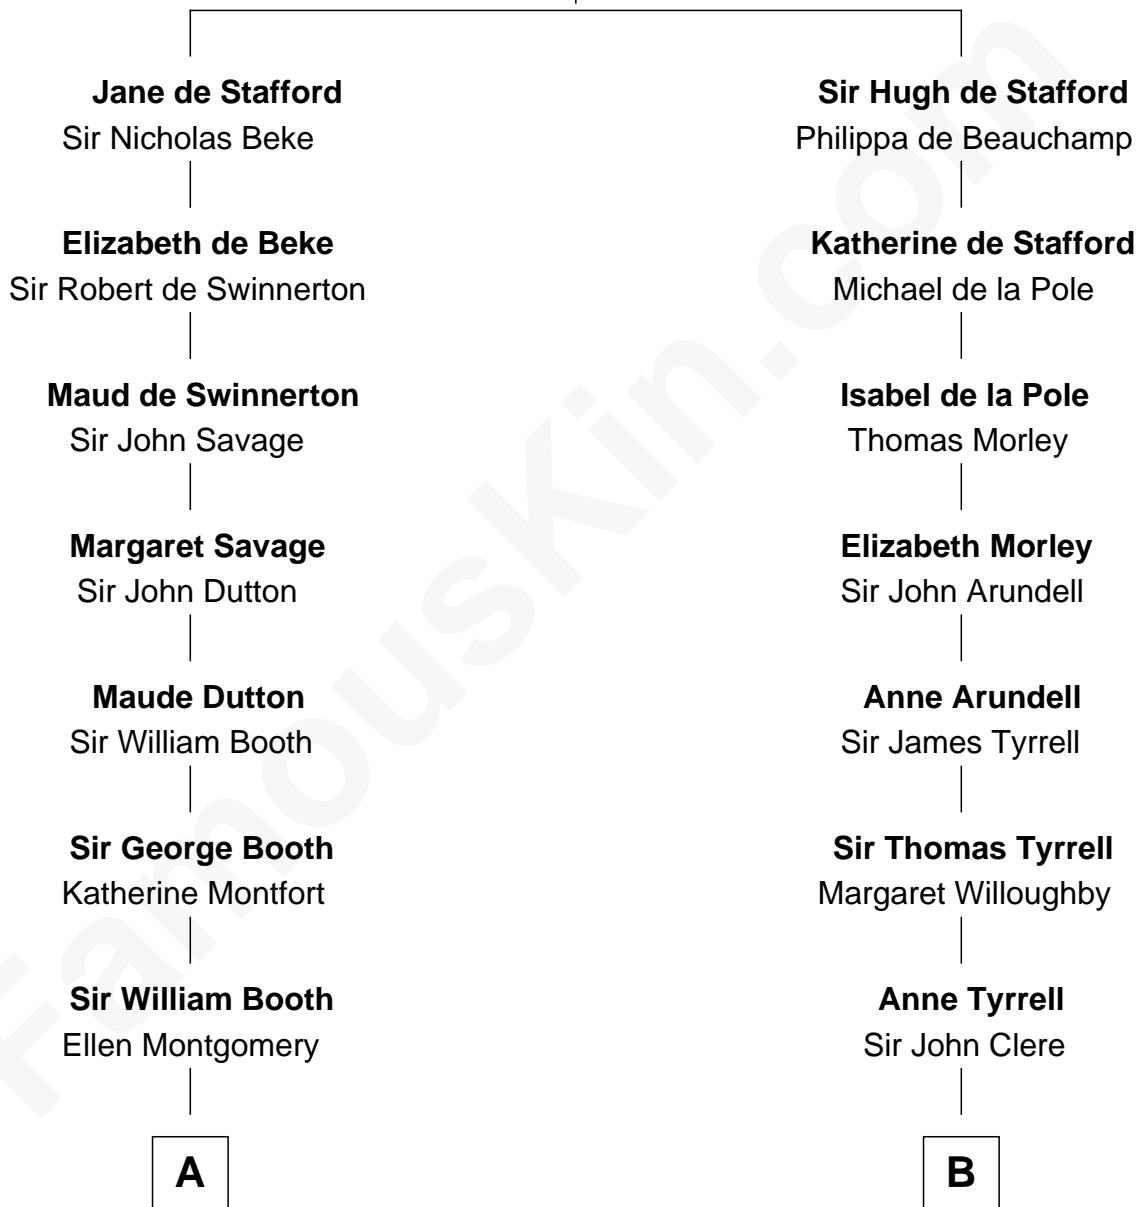 Jane de Stafford
Sir Nicholas Beke
Elizabeth de Beke
Sir Robert de Swinnerton
Maud de Swinnerton
Sir John Savage
Margaret Savage
Sir John Dutton
Maude Dutton
Sir William Booth
Sir George Booth
Katherine Montfort
Sir William Booth
Ellen Montgomery
A
Sir Hugh de Stafford
Philippa de Beauchamp
Katherine de Stafford
Michael de la Pole
Isabel de la Pole
Thomas Morley
Elizabeth Morley
Sir John Arundell
Anne Arundell
Sir James Tyrrell
Sir Thomas Tyrrell
Margaret Willoughby
Anne Tyrrell
Sir John Clere
B
FamousKin.com